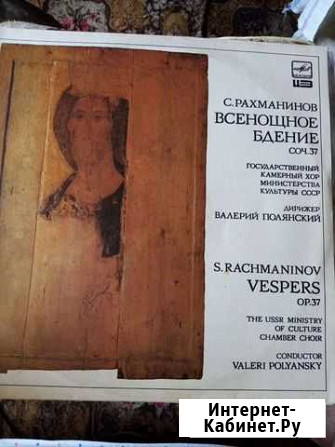 С. РАХМАНИНОВ
ВСЕНОЩНОЕ
БДЕНИЕ
СОЧ. 37
ГОСУДАРСТВЕННЫЙ
КАМЕРНЫЙ ХОР
МИНИСТЕРСТВА
КУЛЬТУРЫ СССР
ДИРИЖЕР
ВАЛЕРИЙ ПОЛЯНСКИЙ
S. RACHMANINOV
VESPERS
OP. 37
THE USSR MINISTRY
OF CULTURE
CHAMBER CHOIR
CONDUCTOR
VALERI POLYANSKY
Интернет-
Кабинет.Ру